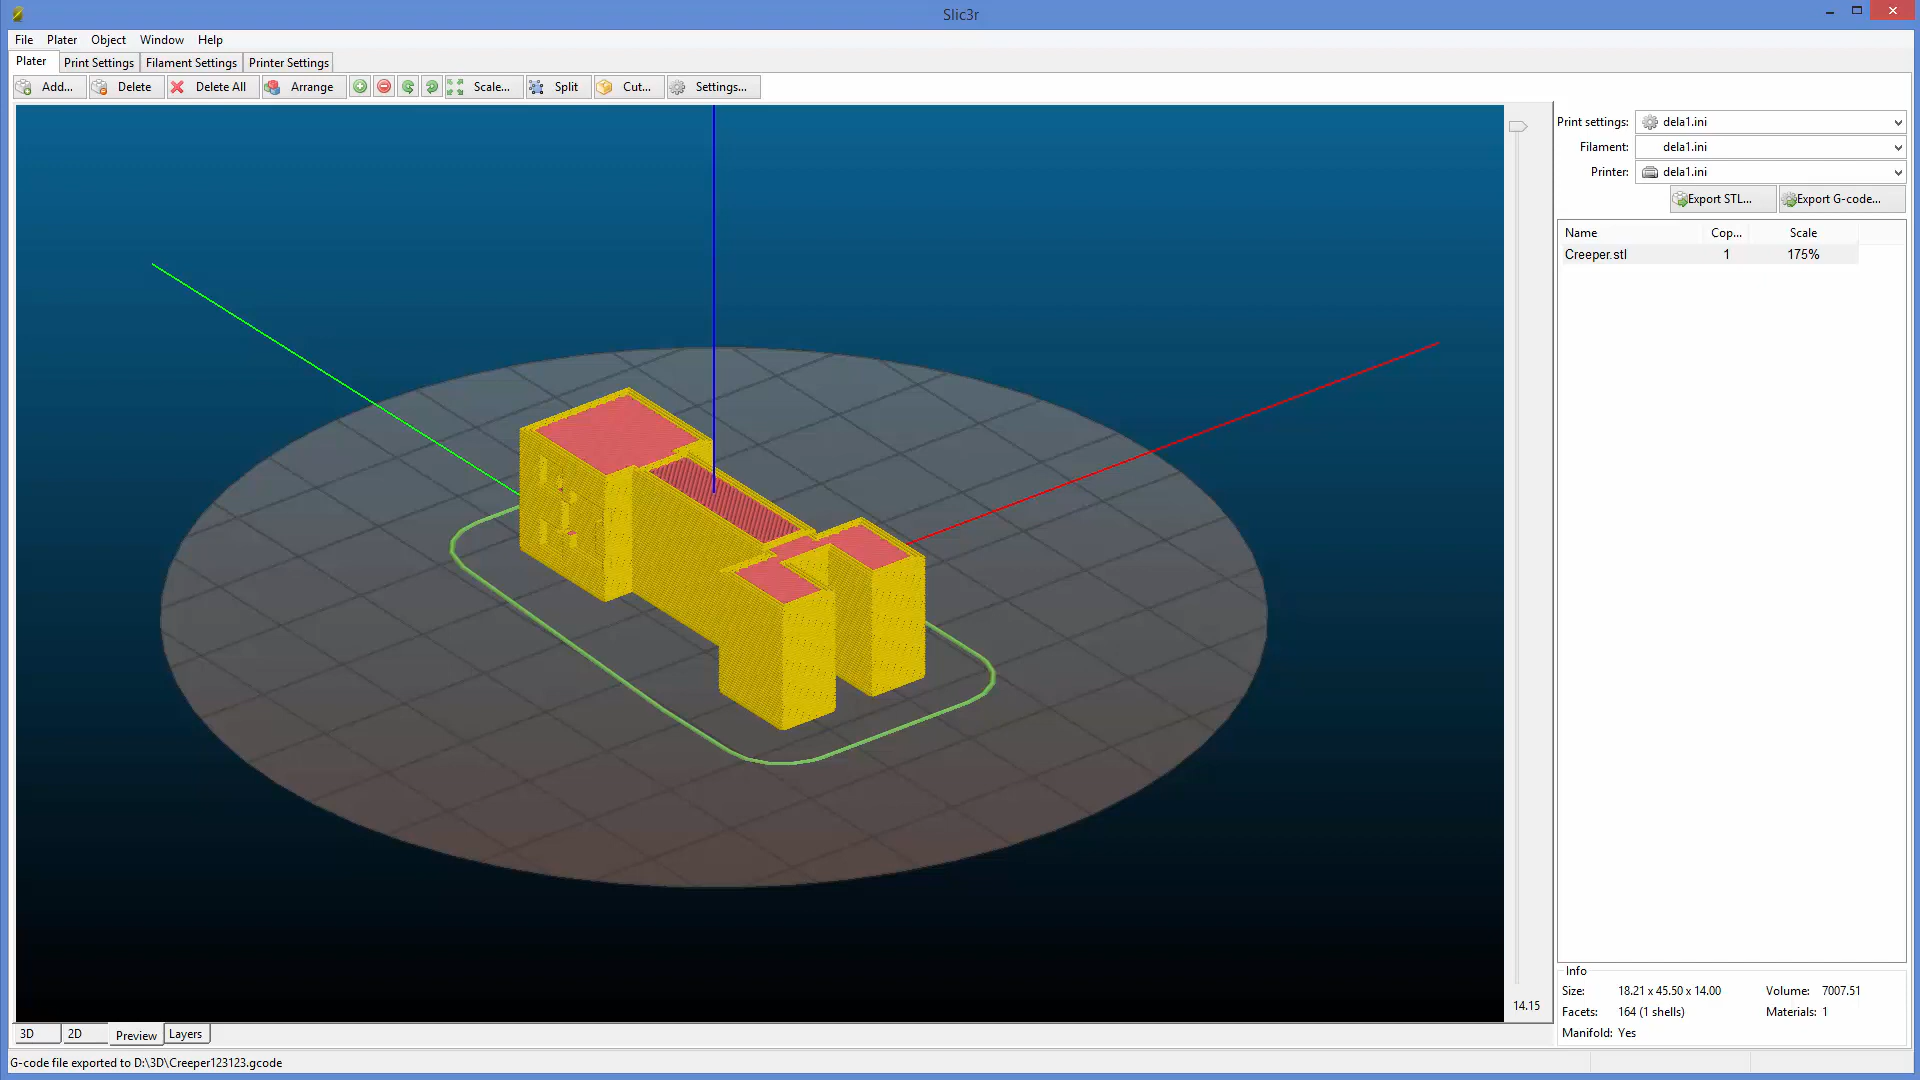 Slic3r
File Plater Object Window Help
Plater Print Settings Filament Settings Printer Settings
Add... Delete Delete All Arrange Scale... Split Cut... Settings...
Print settings: dela1.ini
Filament: dela1.ini
Printer: dela1.ini
Export STL... Export G-code...
Name Cop... Scale
Creeper.stl 1 175%
Info
Size: 18.21 x 45.50 x 14.00 Volume: 7007.51
Facets: 164 (1 shells) Materials: 1
Manifold: Yes
14.15
3D 2D Preview Layers
G-code file exported to D:\3D\Creeper123123.gcode